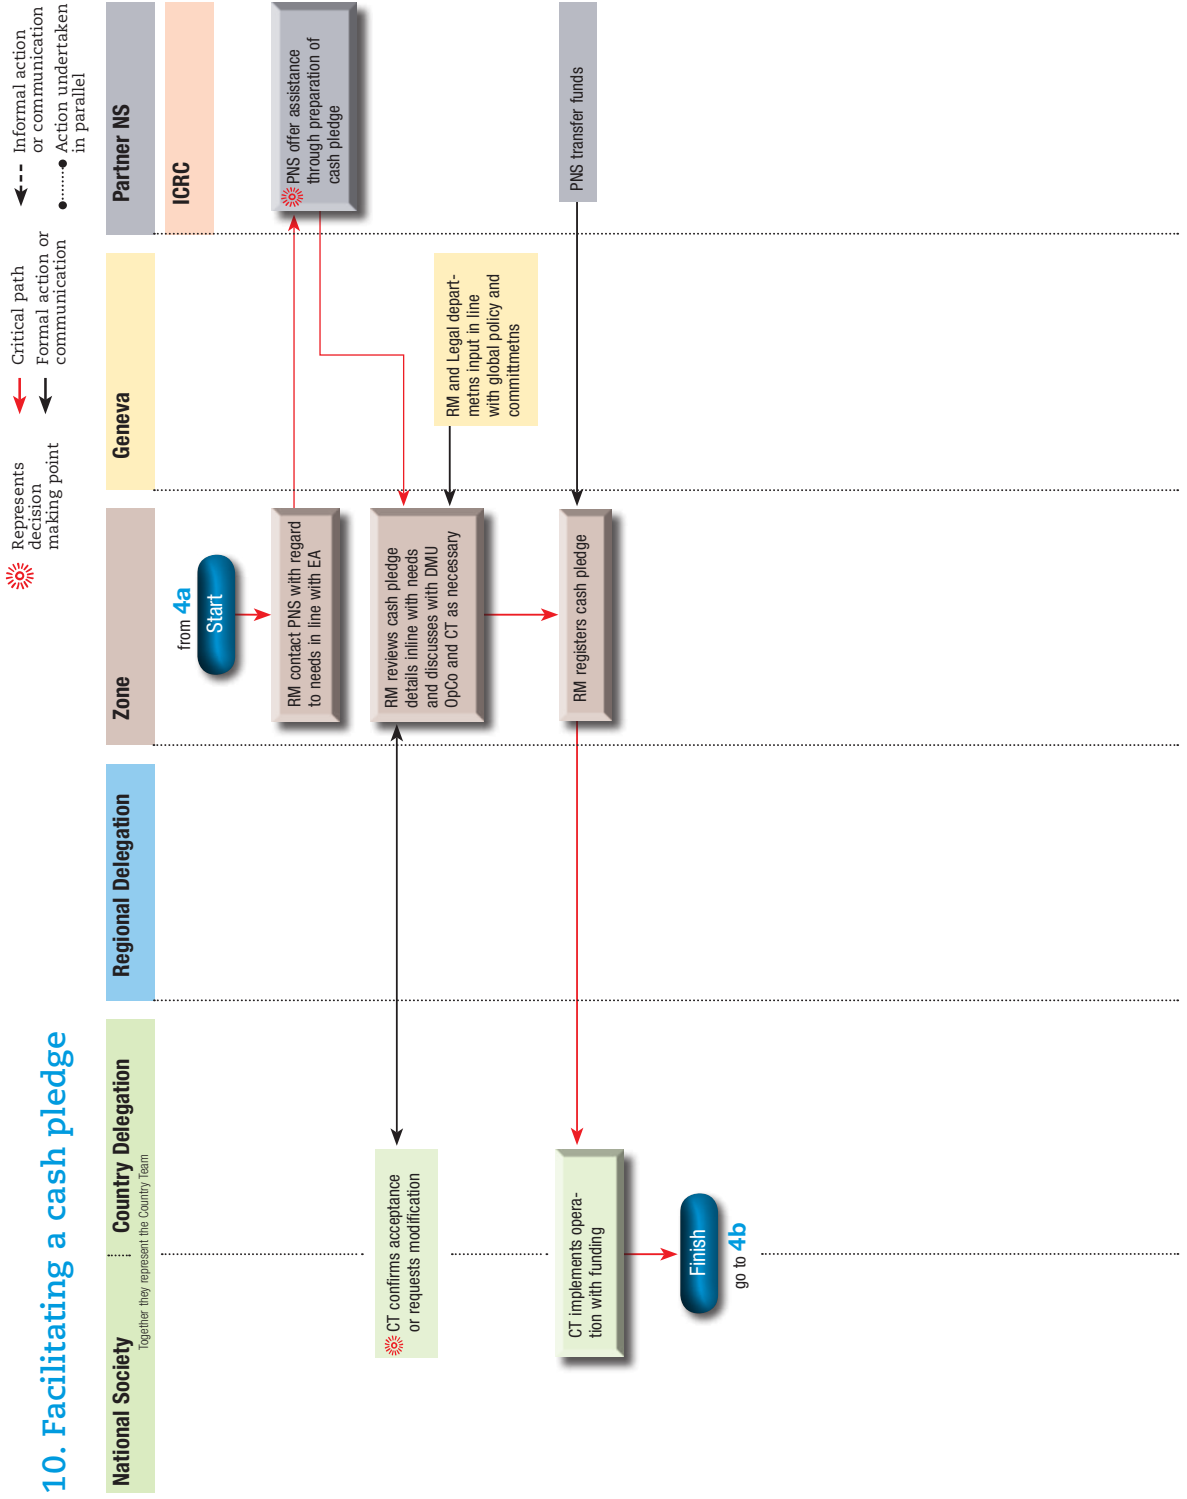 10. Facilitating a cash pledge
Represents
decision
making point
Critical path
Formal action or
communication
Informal action
or communication
Action undertaken
in parallel
National Society
Country Delegation
Together they represent the Country Team
Regional Delegation
Zone
Geneva
Partner NS
ICRC
from 4a
Start
RM contact PNS with regard
to needs in line with EA
PNS offer assistance
through preparation of
cash pledge
CT confirms acceptance
or requests modification
RM reviews cash pledge
details inline with needs
and discusses with DMU
OpCo and CT as necessary
RM and Legal depart-
metns input in line
with global policy and
committmetns
CT implements opera-
tion with funding
RM registers cash pledge
PNS transfer funds
Finish
go to 4b